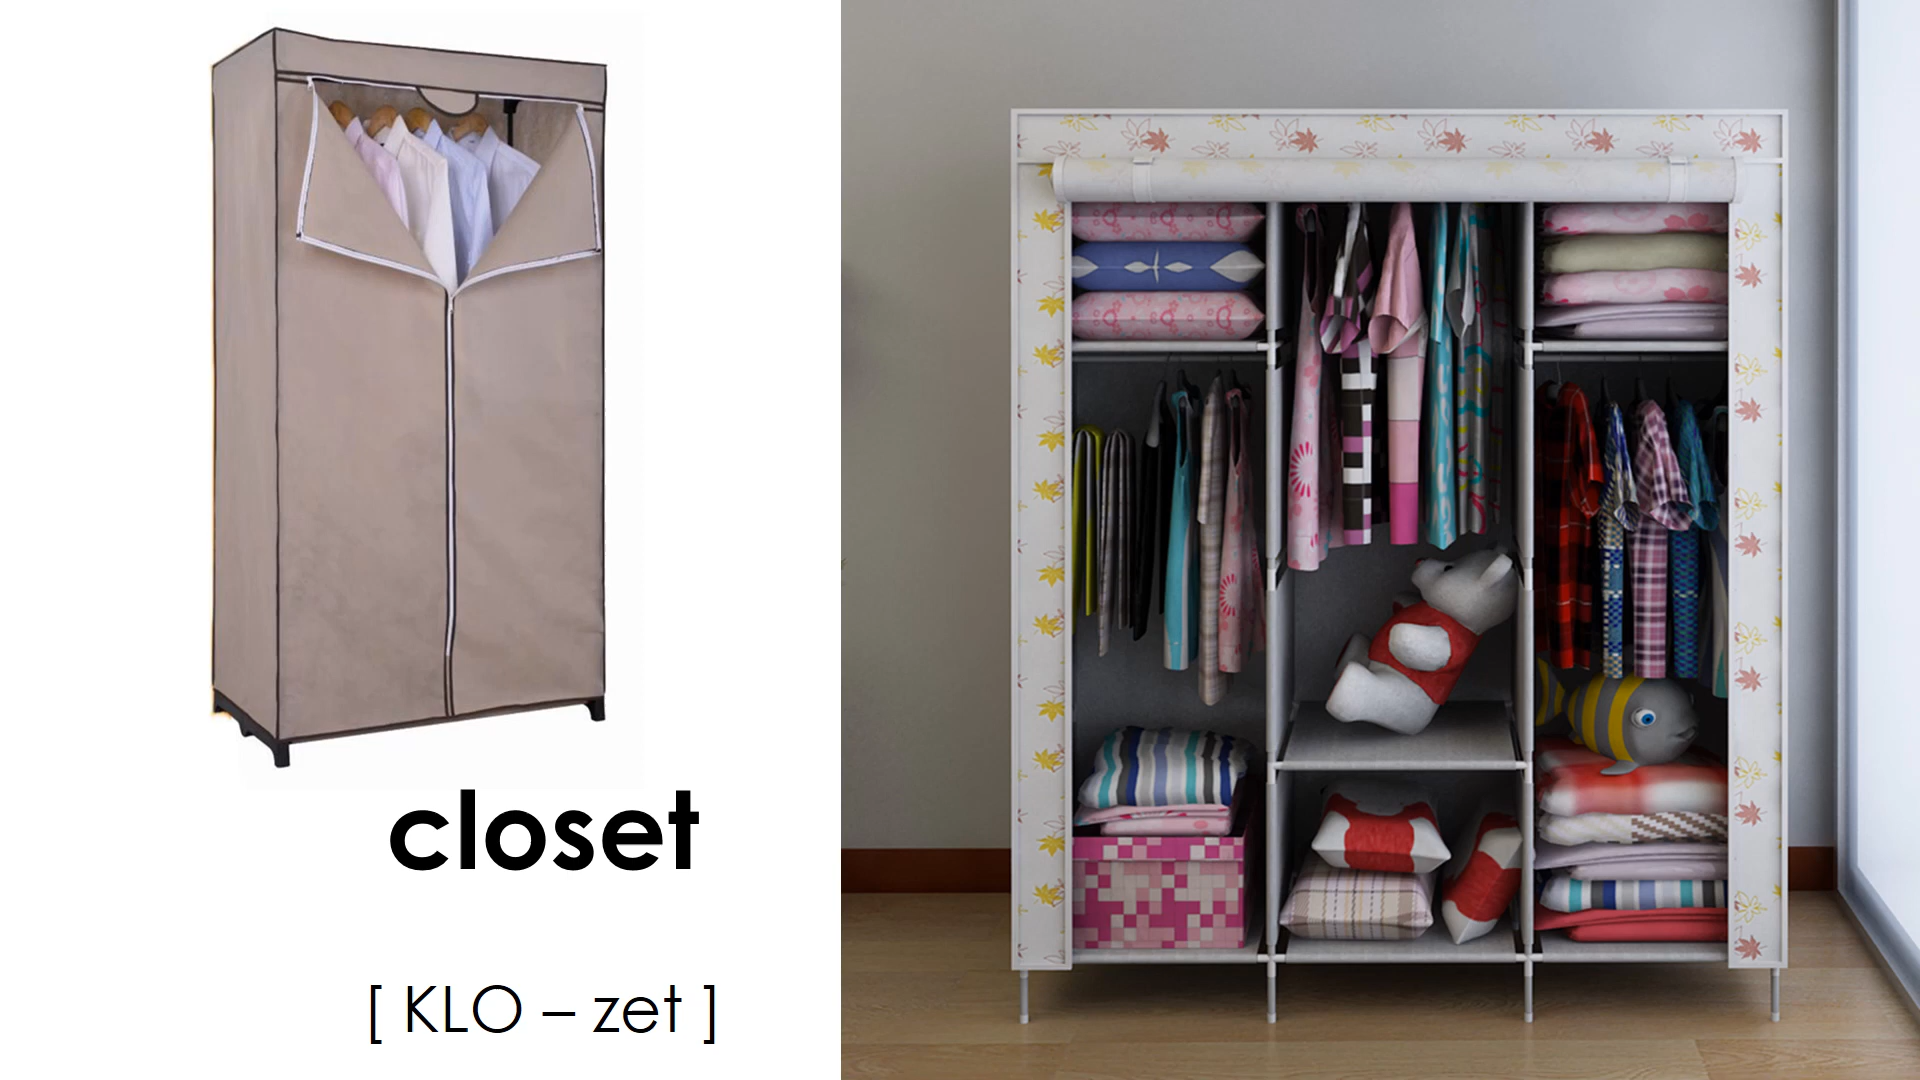 closet
[ KLO – zet ]